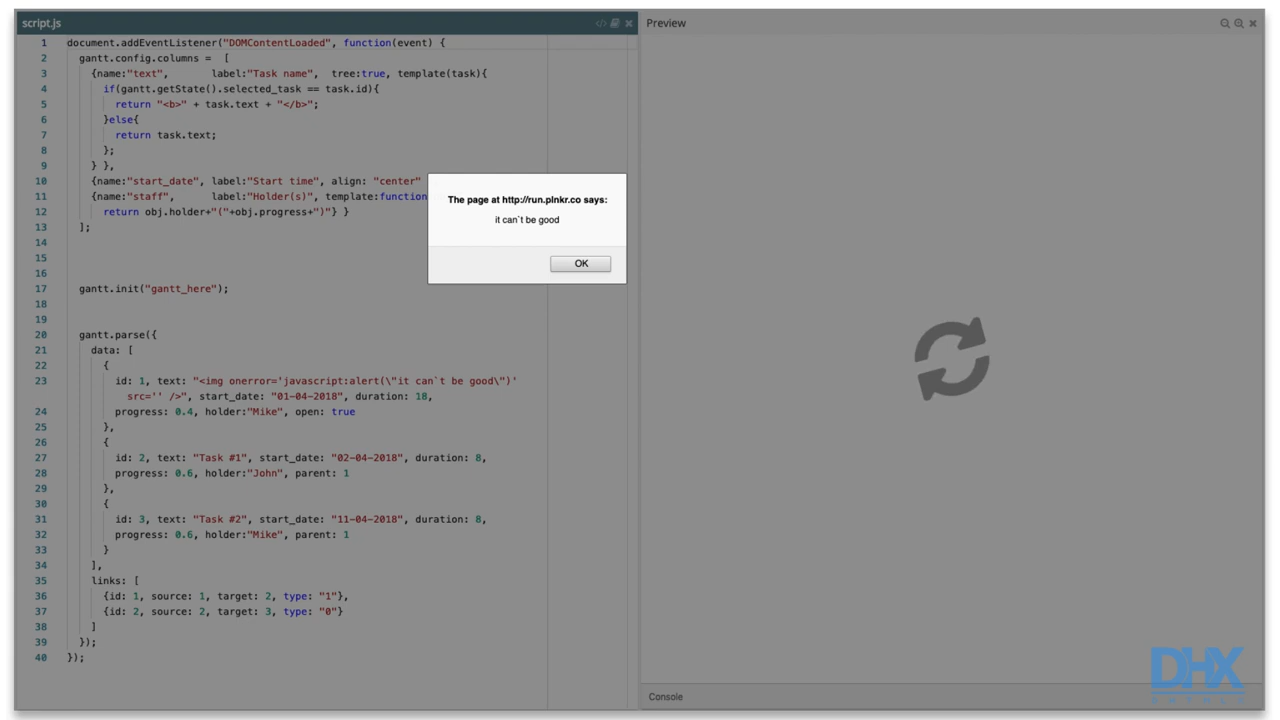 script.js
Preview
1 document.addEventListener("DOMContentLoaded", function(event) {
2 gantt.config.columns = [
3 {name:"text", label:"Task name", tree:true, template(task){
4 if(gantt.getState().selected_task == task.id){
5 return "<b>" + task.text + "</b>";
6 }else{
7 return task.text;
8 };
9 } },
10 {name:"start_date", label:"Start time", align: "center"
11 {name:"staff", label:"Holder(s)", template:function
12 return obj.holder+"("+obj.progress+")"} }
13 ];
14
15
16
17 gantt.init("gantt_here");
18
19
20 gantt.parse({
21 data: [
22 {
23 id: 1, text: "<img onerror='javascript:alert(\"it can`t be good\")'
src='' />", start_date: "01-04-2018", duration: 18,
24 progress: 0.4, holder:"Mike", open: true
25 },
26 {
27 id: 2, text: "Task #1", start_date: "02-04-2018", duration: 8,
28 progress: 0.6, holder:"John", parent: 1
29 },
30 {
31 id: 3, text: "Task #2", start_date: "11-04-2018", duration: 8,
32 progress: 0.6, holder:"Mike", parent: 1
33 }
34 ],
35 links: [
36 {id: 1, source: 1, target: 2, type: "1"},
37 {id: 2, source: 2, target: 3, type: "0"}
38 ]
39 });
40 });
The page at http://run.plnkr.co says:
it can`t be good
OK
DHX
Console